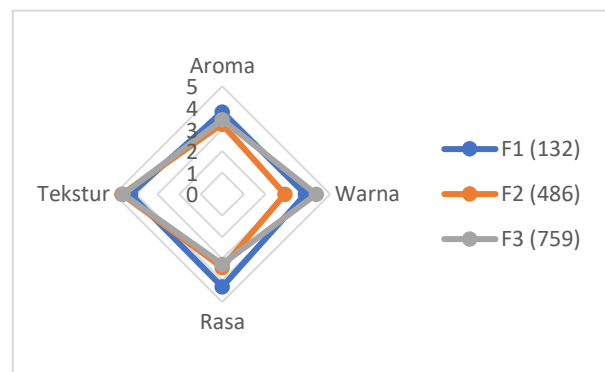 Aroma
5
4
3
2
1
0
Tekstur
Warna
Rasa
F1 (132)
F2 (486)
F3 (759)